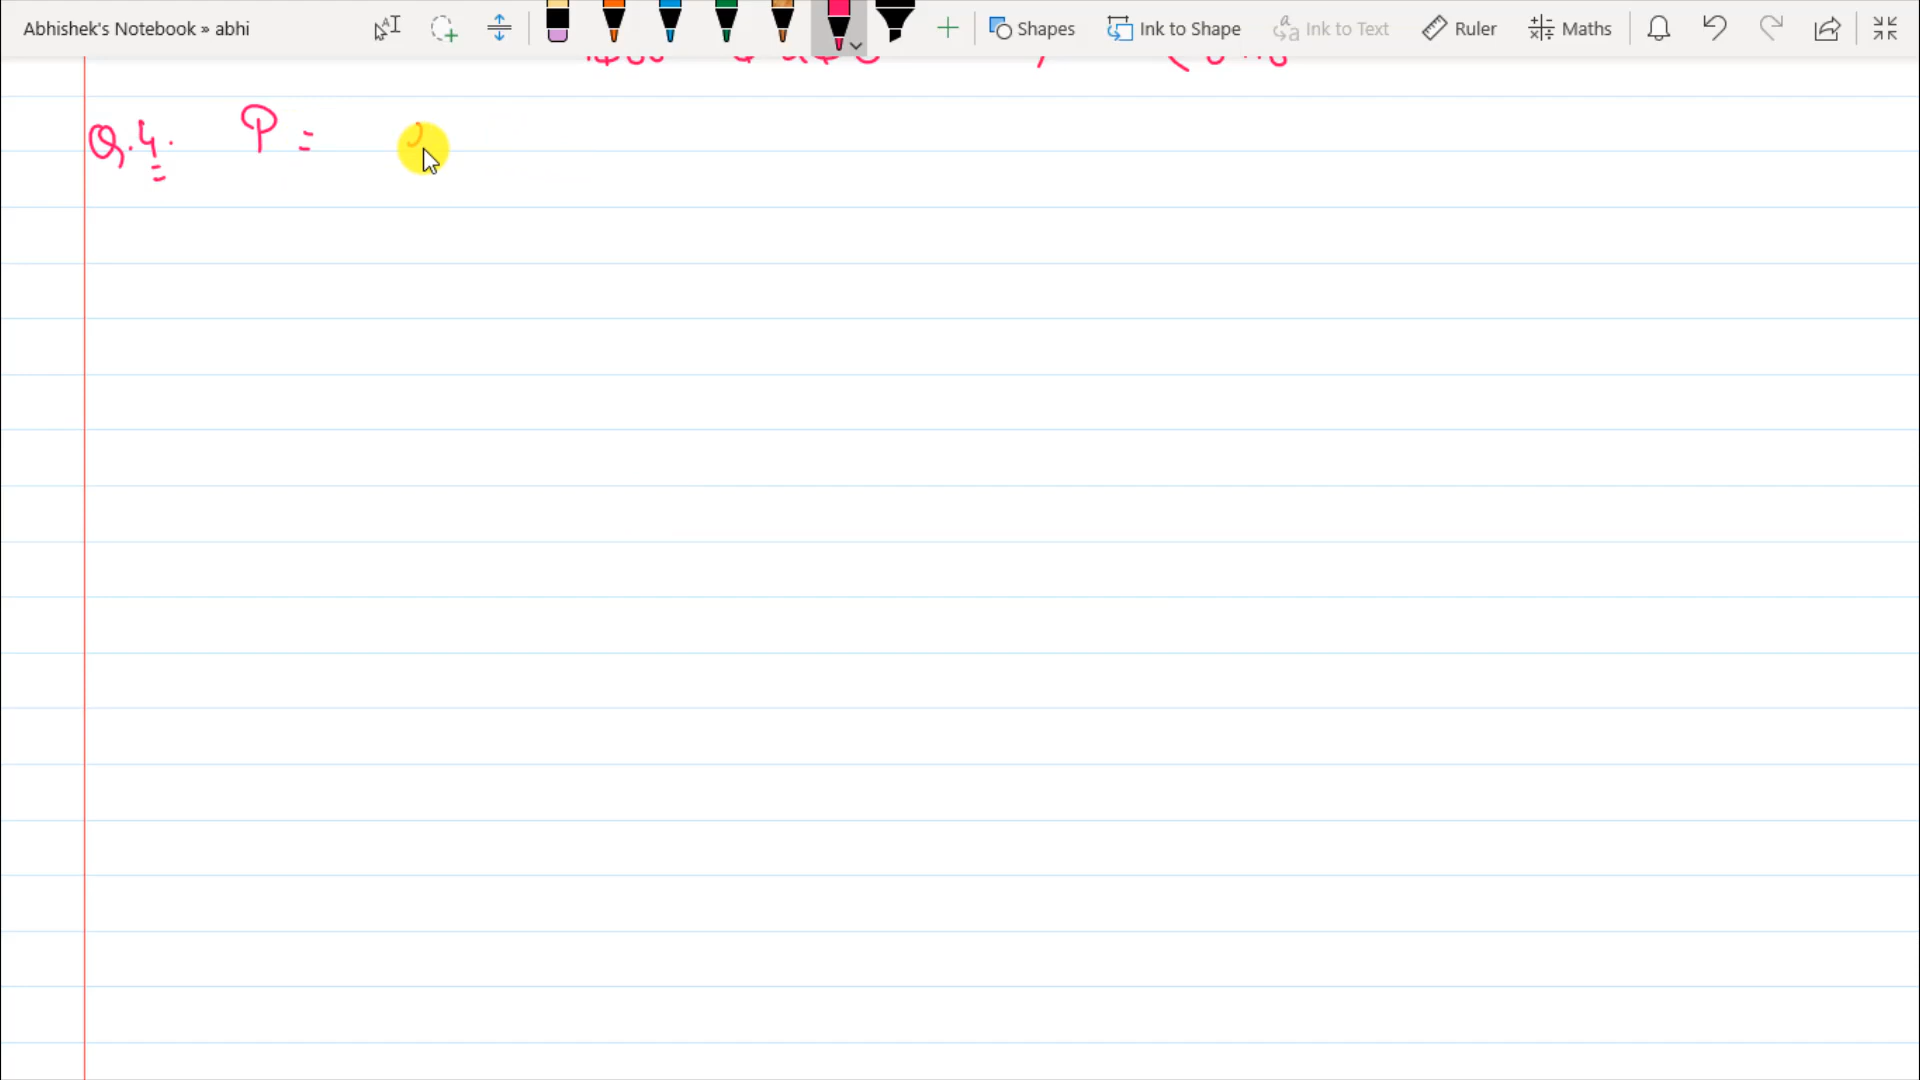 Abhishek's Notebook » abhi Shapes Ink to Shape Ink to Text Ruler Maths
Q.4. P =